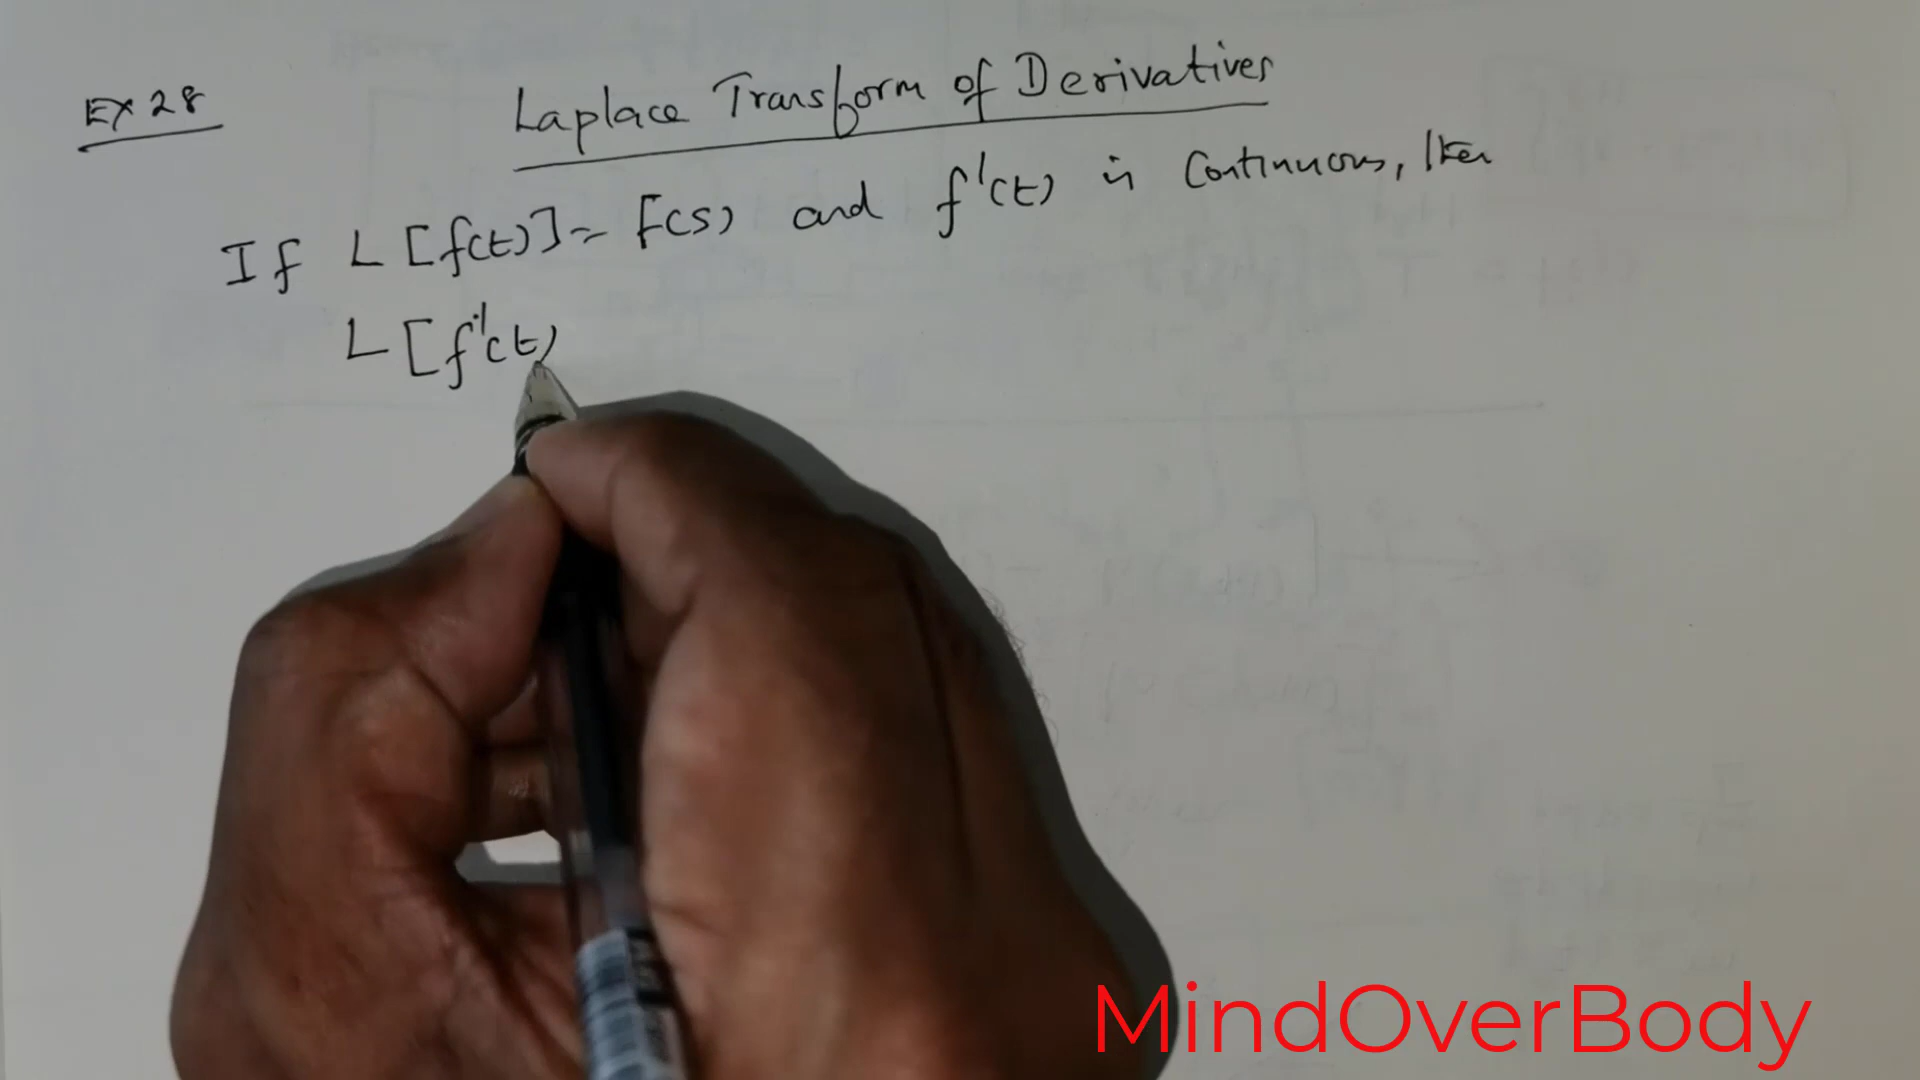 Ex 28
Laplace Transform of Derivatives
If L[f(t)] = F(s) and f'(t) is continuous, then
L[f'(t)
MindOverBody